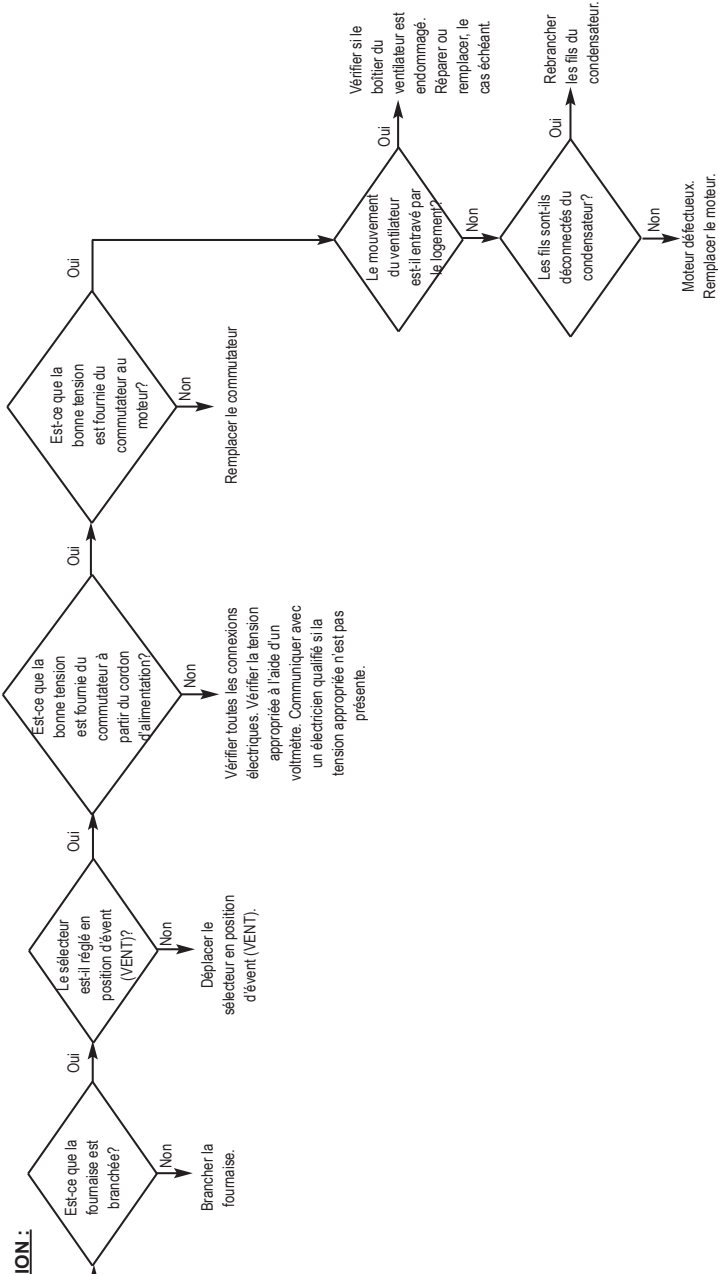 ION :
Est-ce que la
fournaise est
branchée?
Oui
Non
Brancher la
fournaise.
Le sélecteur
est-il réglé en
position d'évent
(VENT)?
Oui
Non
Déplacer le
sélecteur en position
d'évent (VENT).
Est-ce que la
bonne tension
est fournie du
commutateur à
partir du cordon
d'alimentation?
Oui
Non
Vérifier toutes les connexions
électriques. Vérifier la tension
appropriée à l'aide d'un
voltmètre. Communiquer avec
un électricien qualifié si la
tension appropriée n'est pas
présente.
Est-ce que la
bonne tension
est fournie du
commutateur au
moteur?
Oui
Non
Remplacer le commutateur
Le mouvement
du ventilateur
est-il entravé par
le logement?
Oui
Vérifier si le
boîtier du
ventilateur est
endommagé.
Réparer ou
remplacer, le
cas échéant.
Non
Les fils sont-ils
déconnectés du
condensateur?
Oui
Rebrancher
les fils du
condensateur.
Non
Moteur défectueux.
Remplacer le moteur.